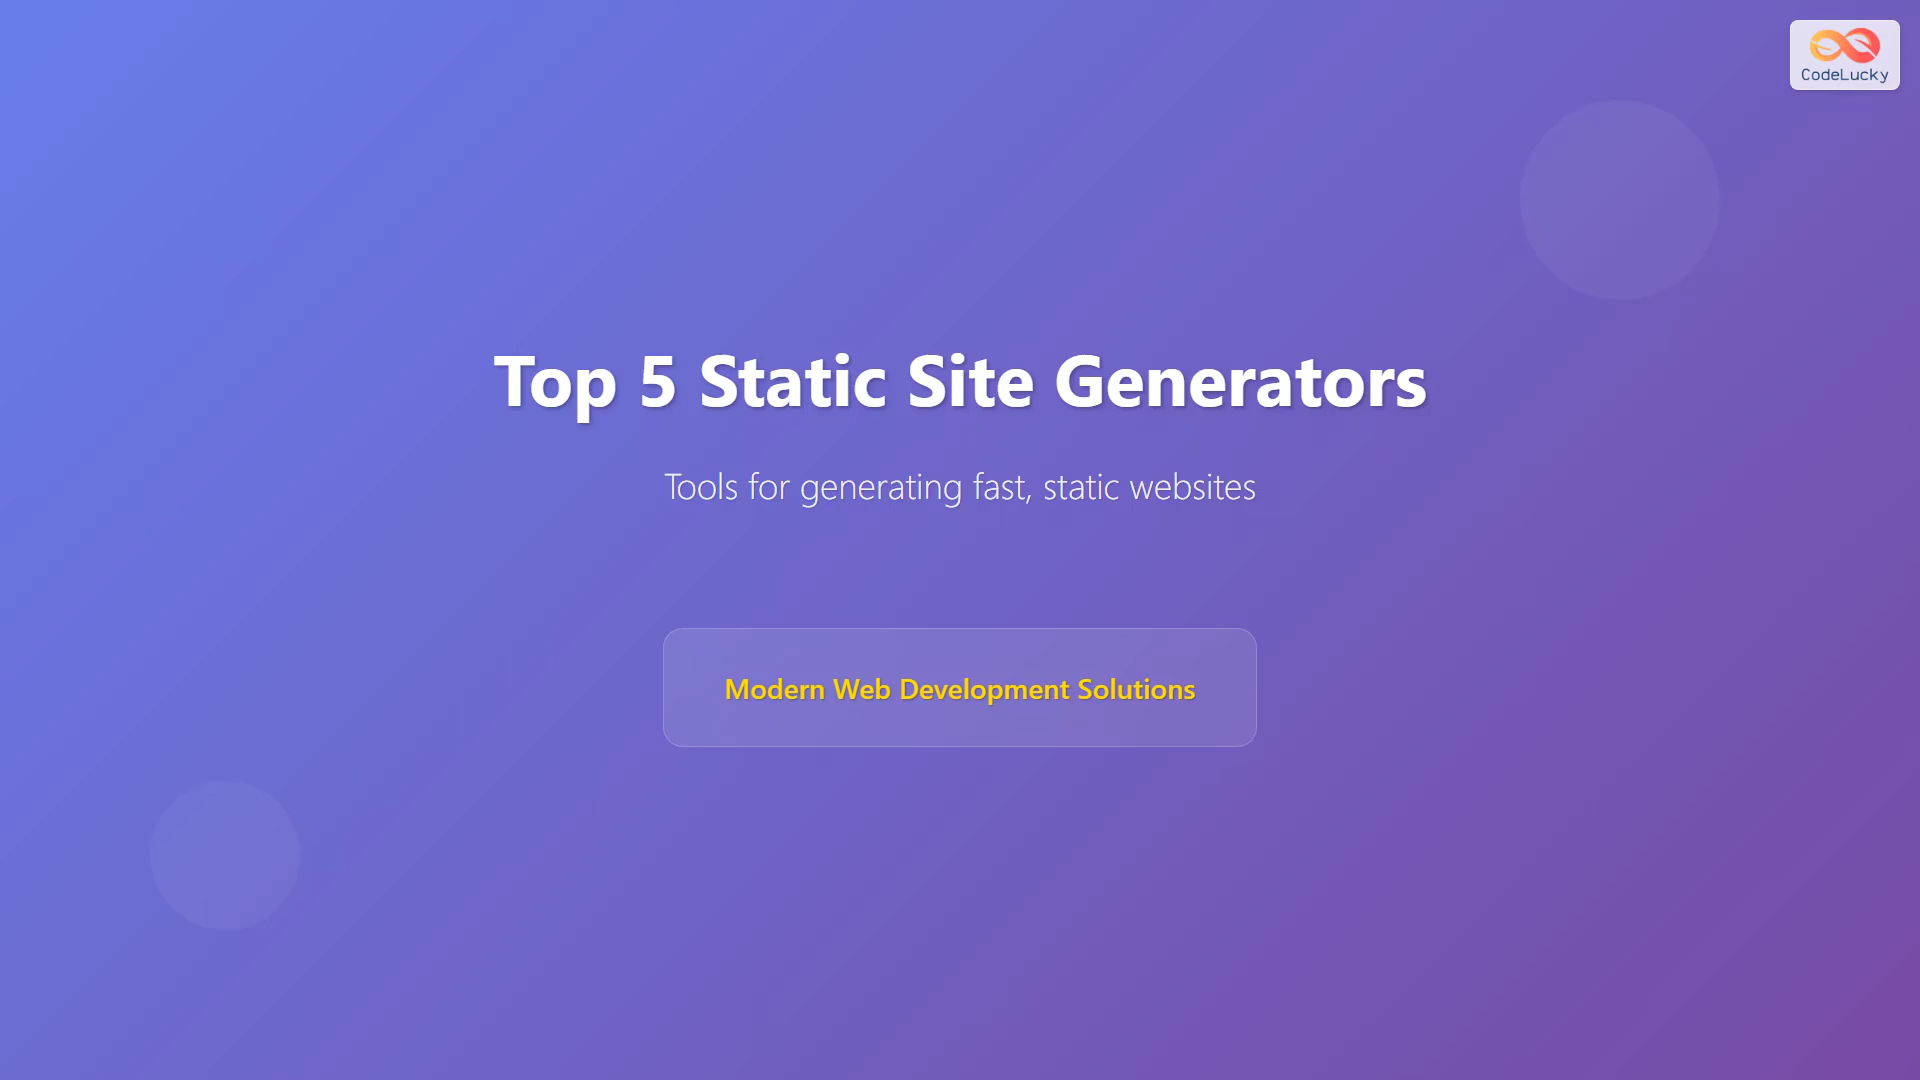 CodeLucky
Top 5 Static Site Generators
Tools for generating fast, static websites
Modern Web Development Solutions